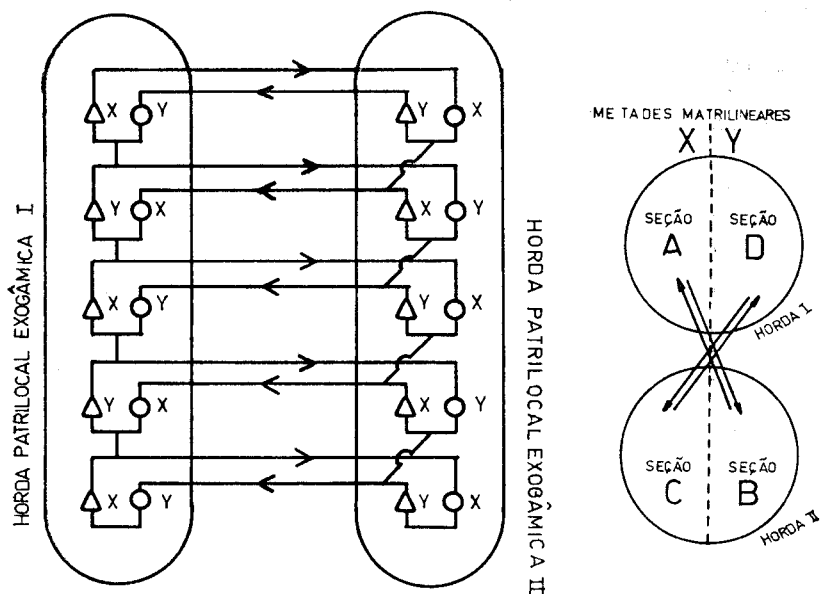 HORDA PATRILOCAL EXOGÂMICA I
X Y Y X
Y X X Y
X Y Y X
Y X X Y
X Y Y X
HORDA PATRILOCAL EXOGÂMICA II
METADES MATRILINEARES
X Y
SEÇÃO SEÇÃO
A D
HORDA I
SEÇÃO SEÇÃO
C B
HORDA II